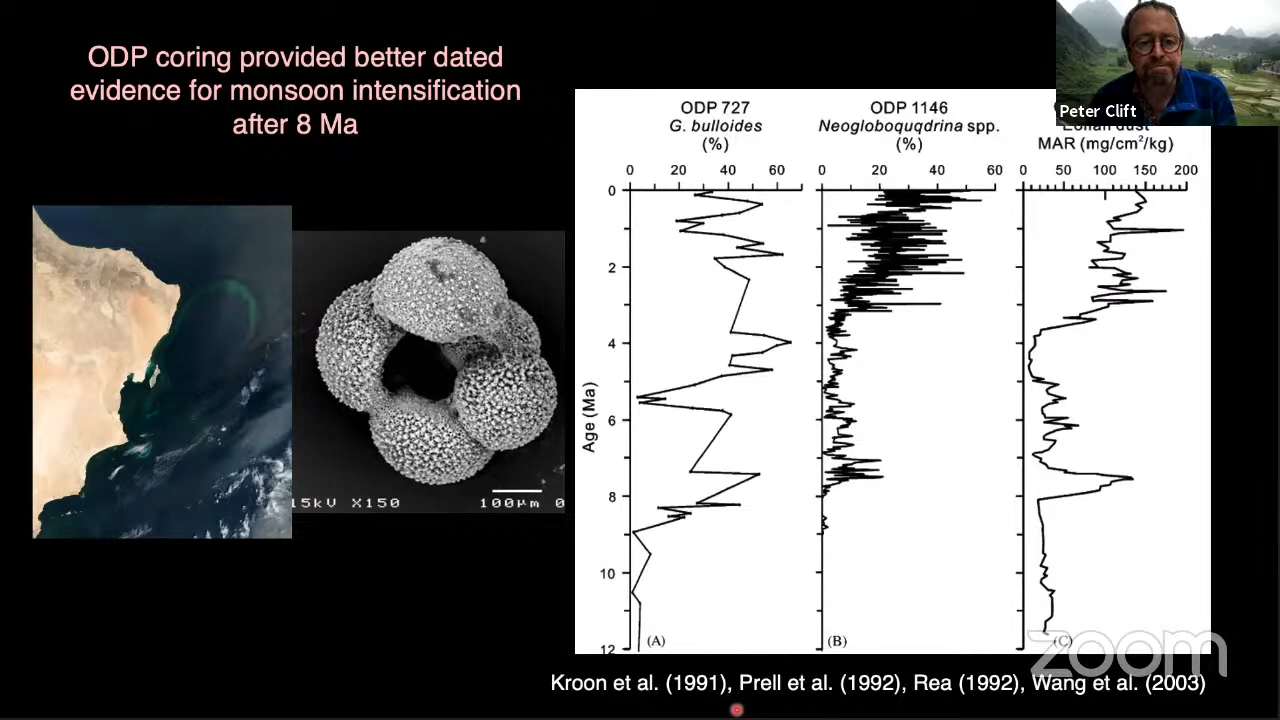 ODP coring provided better dated
evidence for monsoon intensification
after 8 Ma
Peter Clift
ODP 727
G. bulloides
(%)
0 20 40 60
ODP 1146
Neogloboquqdrina spp.
(%)
0 20 40 60
Eolian dust
MAR (mg/cm²/kg)
0 50 100 150 200
Age (Ma)
0
2
4
6
8
10
12
(A)
(B)
(C)
15kV X150 100µm 0
zoom
Kroon et al. (1991), Prell et al. (1992), Rea (1992), Wang et al. (2003)